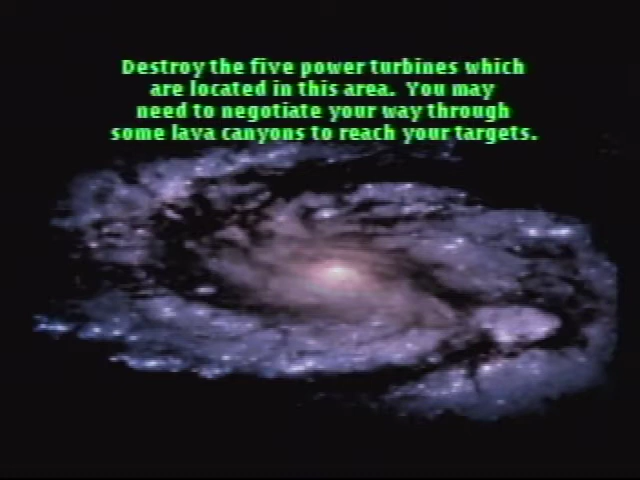 Destroy the five power turbines which
are located in this area.  You may
need to negotiate your way through
some lava canyons to reach your targets.